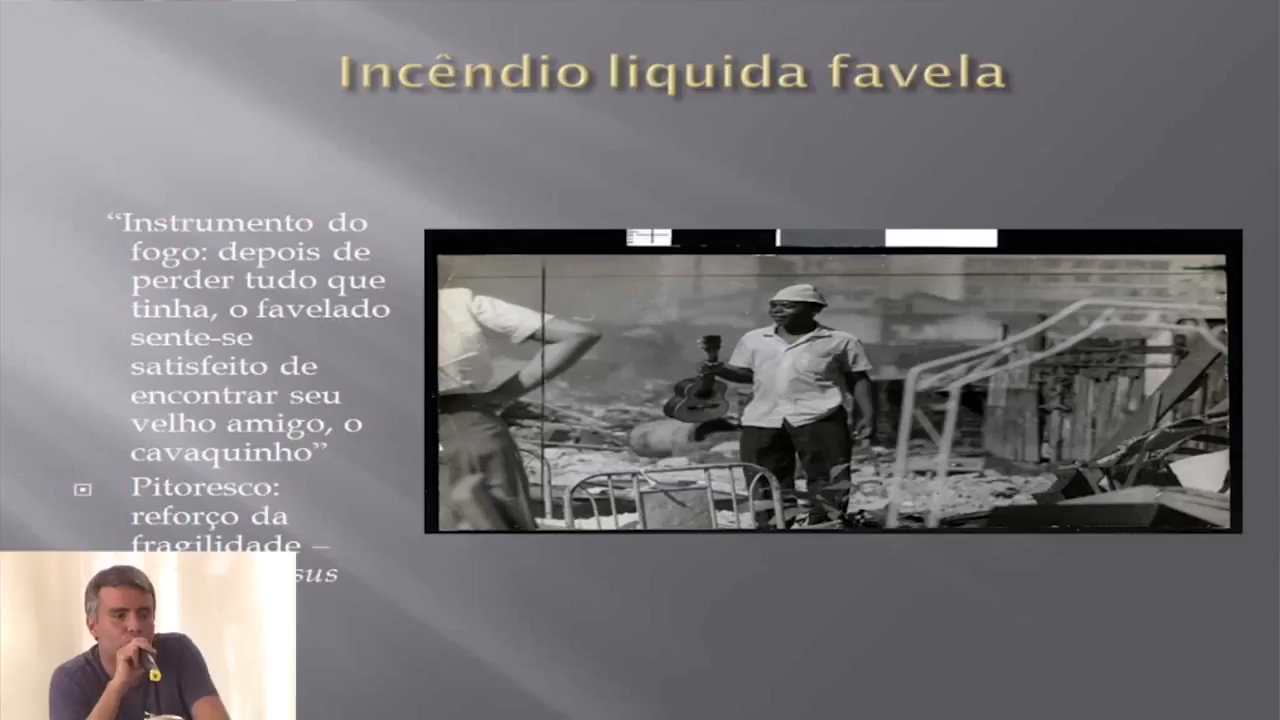 Incêndio liquida favela
“Instrumento do
fogo: depois de
perder tudo que
tinha, o favelado
sente-se
satisfeito de
encontrar seu
velho amigo, o
cavaquinho”
Pitoresco:
reforço da
fragilidade –